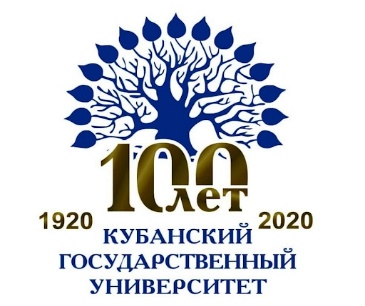 100
лет
1920 2020
КУБАНСКИЙ
ГОСУДАРСТВЕННЫЙ
УНИВЕРСИТЕТ